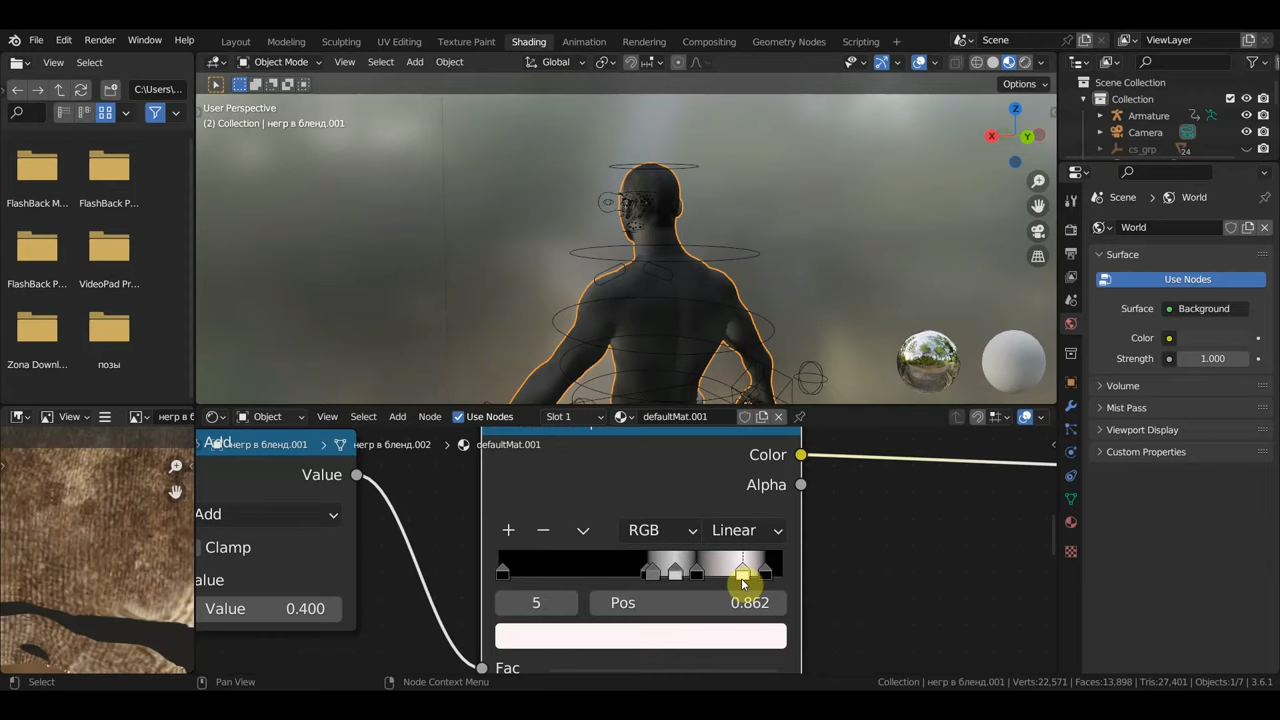 File Edit Render Window Help Layout Modeling Sculpting UV Editing Texture Paint Shading Animation Rendering Compositing Geometry Nodes Scripting + Scene ViewLayer
View Select Object Mode View Select Add Object Global
C:\Users\... Options
User Perspective
(2) Collection | негр в бленд.001
Z
X Y
FlashBack M... FlashBack P...
FlashBack P... VideoPad Pr...
Zona Downl... позы
Scene Collection
Collection
Armature
Camera
cs_grp
24
Scene World
World
Surface
Use Nodes
Surface Background
Color
Strength 1.000
Volume
Mist Pass
Viewport Display
Custom Properties
View негр в Object View Select Add Node Use Nodes Slot 1 defaultMat.001
Add негр в бленд.001 негр в бленд.002 defaultMat.001
Value
Add
Clamp
alue
Value 0.400
Color
Alpha
RGB Linear
5 Pos 0.862
Fac
Select Pan View Node Context Menu Collection | негр в бленд.001 | Verts:22,571 | Faces:13,898 | Tris:27,401 | Objects:1/7 | 3.6.1